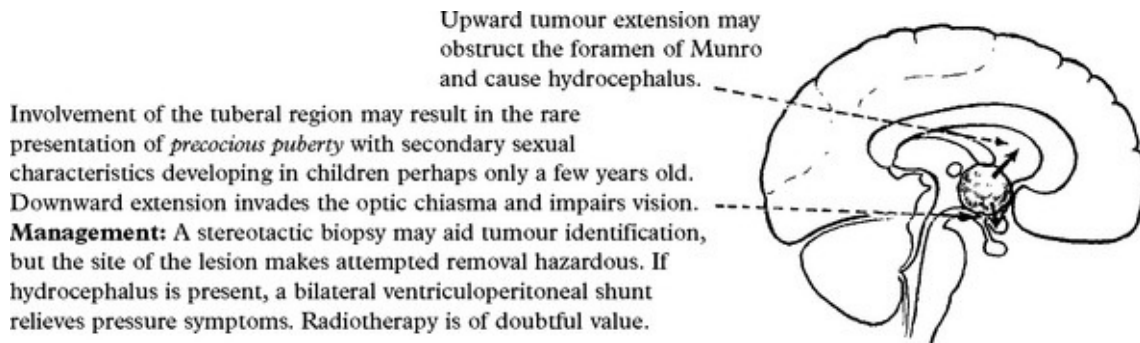 Upward tumour extension may
obstruct the foramen of Munro
and cause hydrocephalus.
Involvement of the tuberal region may result in the rare
presentation of precocious puberty with secondary sexual
characteristics developing in children perhaps only a few years old.
Downward extension invades the optic chiasma and impairs vision.
Management: A stereotactic biopsy may aid tumour identification,
but the site of the lesion makes attempted removal hazardous. If
hydrocephalus is present, a bilateral ventriculoperitoneal shunt
relieves pressure symptoms. Radiotherapy is of doubtful value.